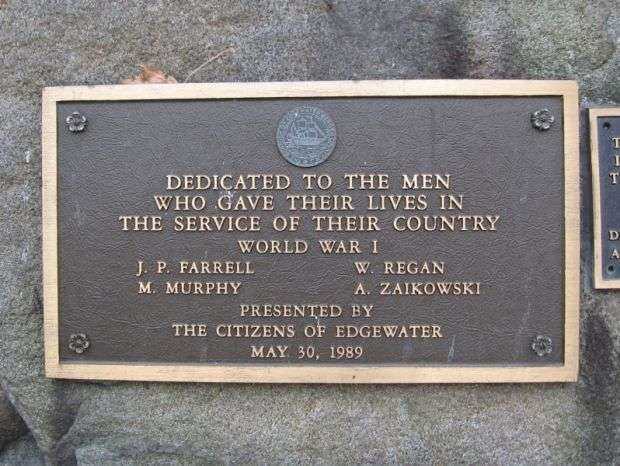 DEDICATED TO THE MEN
WHO GAVE THEIR LIVES IN
THE SERVICE OF THEIR COUNTRY
WORLD WAR I
J. P. FARRELL W. REGAN
M. MURPHY A. ZAIKOWSKI
PRESENTED BY
THE CITIZENS OF EDGEWATER
MAY 30, 1989